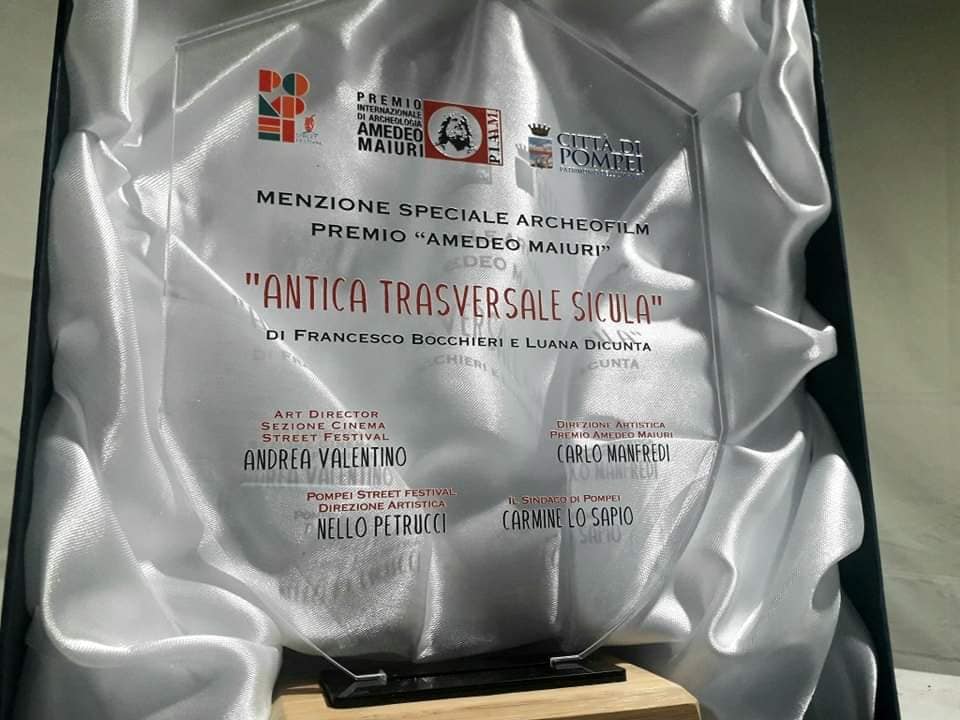 POMPEI
STREET
FESTIVAL
PREMIO
INTERNAZIONALE
DI ARCHEOLOGIA
AMEDEO
MAIURI
P.I.A.A.M
CITTÀ DI
POMPEI
MENZIONE SPECIALE ARCHEOFILM
PREMIO “AMEDEO MAIURI”
"ANTICA TRASVERSALE SICULA"
DI FRANCESCO BOCCHIERI E LUANA DICUNTA
ART DIRECTOR
SEZIONE CINEMA
STREET FESTIVAL
ANDREA VALENTINO
DIREZIONE ARTISTICA
PREMIO AMEDEO MAIURI
CARLO MANFREDI
POMPEI STREET FESTIVAL
DIREZIONE ARTISTICA
NELLO PETRUCCI
IL SINDACO DI POMPEI
CARMINE LO SAPIO